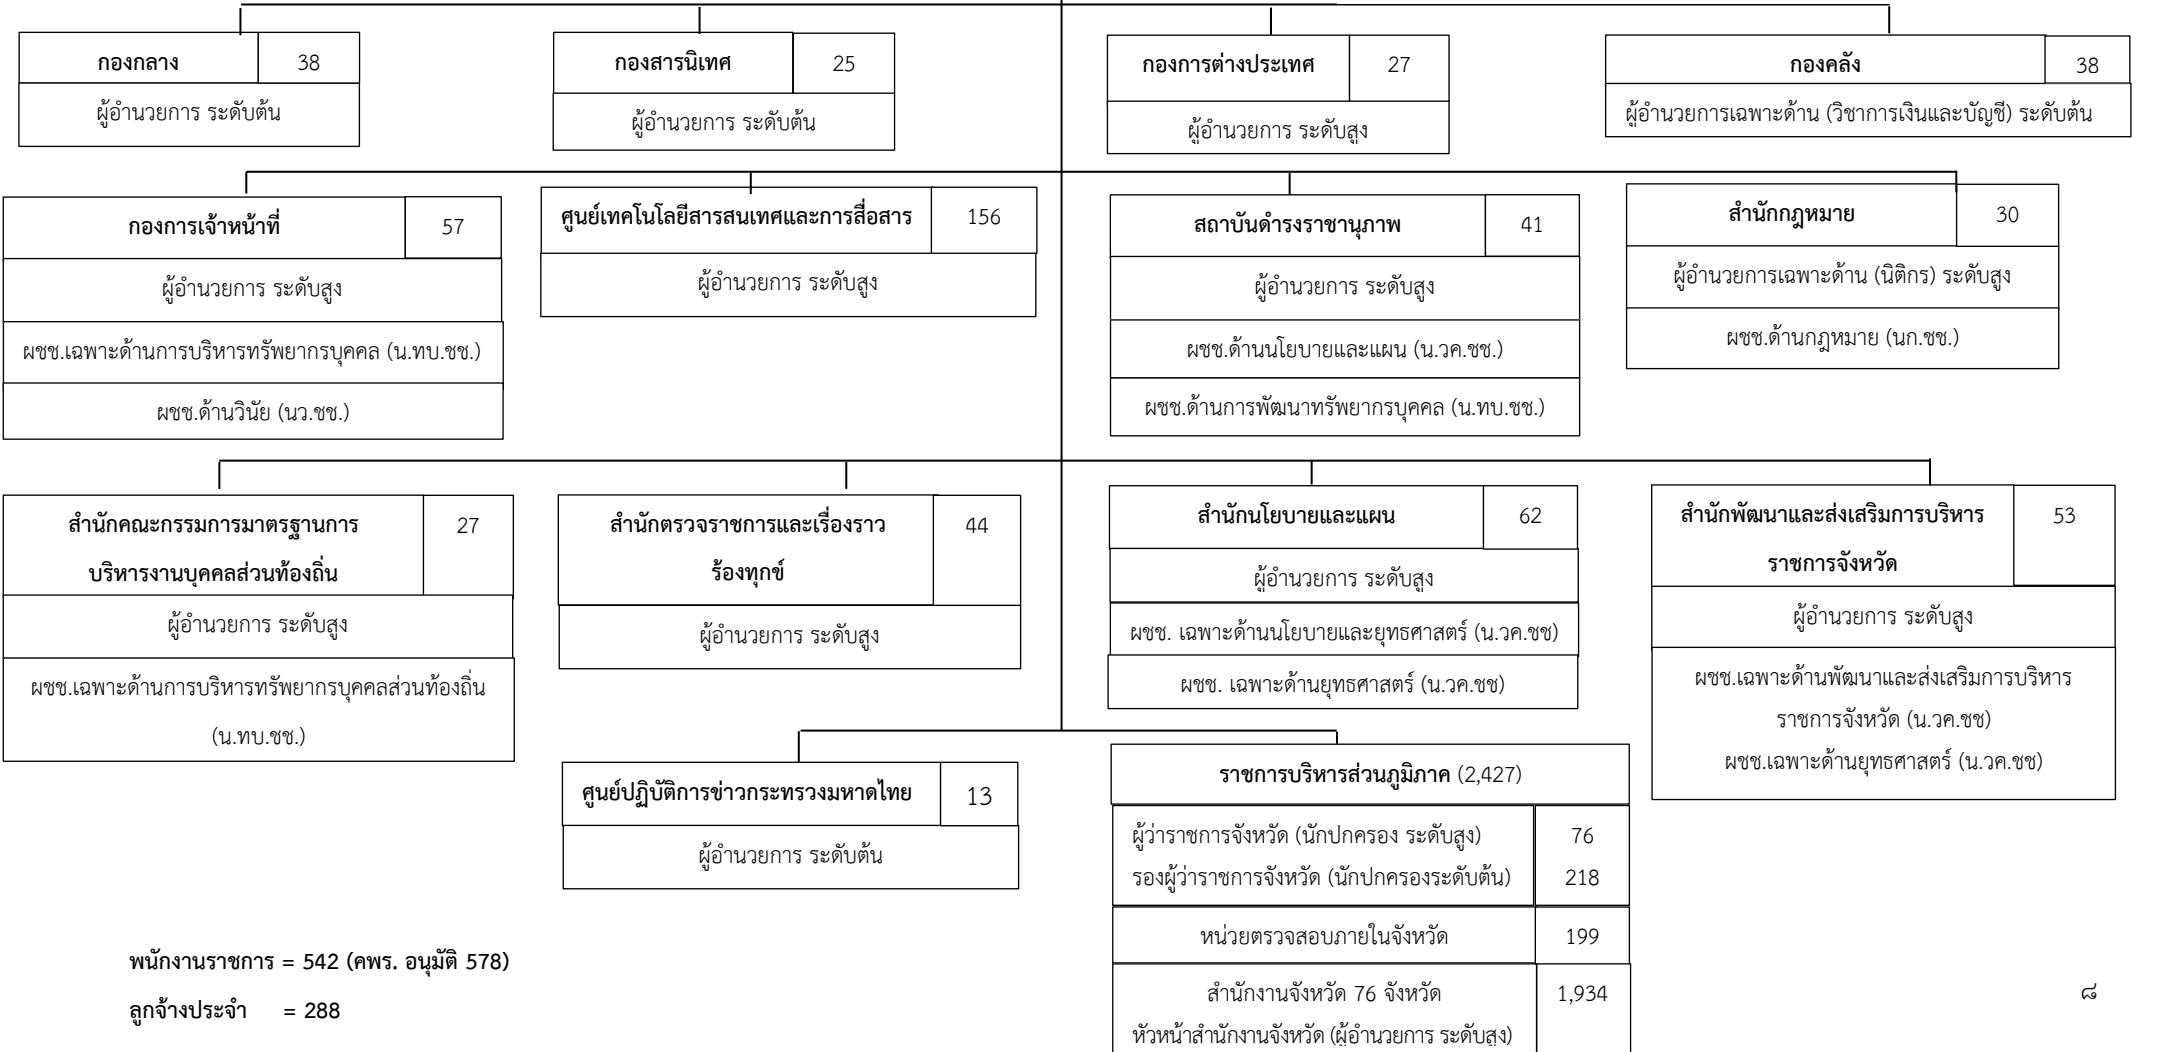 กองกลาง 38
ผู้อำนวยการ ระดับต้น
กองสารนิเทศ 25
ผู้อำนวยการ ระดับต้น
กองการต่างประเทศ 27
ผู้อำนวยการ ระดับสูง
กองคลัง 38
ผู้อำนวยการเฉพาะด้าน (วิชาการเงินและบัญชี) ระดับต้น
กองการเจ้าหน้าที่ 57
ผู้อำนวยการ ระดับสูง
ผชช.เฉพาะด้านการบริหารทรัพยากรบุคคล (น.ทบ.ชช.)
ผชช.ด้านวินัย (นว.ชช.)
ศูนย์เทคโนโลยีสารสนเทศและการสื่อสาร 156
ผู้อำนวยการ ระดับสูง
สถาบันดำรงราชานุภาพ 41
ผู้อำนวยการ ระดับสูง
ผชช.ด้านนโยบายและแผน (น.วค.ชช.)
ผชช.ด้านการพัฒนาทรัพยากรบุคคล (น.ทบ.ชช.)
สำนักกฎหมาย 30
ผู้อำนวยการเฉพาะด้าน (นิติกร) ระดับสูง
ผชช.ด้านกฎหมาย (นก.ชช.)
สำนักคณะกรรมการมาตรฐานการ 27
บริหารงานบุคคลส่วนท้องถิ่น
ผู้อำนวยการ ระดับสูง
ผชช.เฉพาะด้านการบริหารทรัพยากรบุคคลส่วนท้องถิ่น
(น.ทบ.ชช.)
สำนักตรวจราชการและเรื่องราว 44
ร้องทุกข์
ผู้อำนวยการ ระดับสูง
สำนักนโยบายและแผน 62
ผู้อำนวยการ ระดับสูง
ผชช. เฉพาะด้านนโยบายและยุทธศาสตร์ (น.วค.ชช)
ผชช. เฉพาะด้านยุทธศาสตร์ (น.วค.ชช)
สำนักพัฒนาและส่งเสริมการบริหาร 53
ราชการจังหวัด
ผู้อำนวยการ ระดับสูง
ผชช.เฉพาะด้านพัฒนาและส่งเสริมการบริหาร
ราชการจังหวัด (น.วค.ชช)
ผชช.เฉพาะด้านยุทธศาสตร์ (น.วค.ชช)
ศูนย์ปฏิบัติการข่าวกระทรวงมหาดไทย 13
ผู้อำนวยการ ระดับต้น
ราชการบริหารส่วนภูมิภาค (2,427)
ผู้ว่าราชการจังหวัด (นักปกครอง ระดับสูง) 76
รองผู้ว่าราชการจังหวัด (นักปกครองระดับต้น) 218
หน่วยตรวจสอบภายในจังหวัด 199
สำนักงานจังหวัด 76 จังหวัด 1,934
หัวหน้าสำนักงานจังหวัด (ผู้อำนวยการ ระดับสูง)
พนักงานราชการ = 542 (คพร. อนุมัติ 578)
ลูกจ้างประจำ = 288
๘